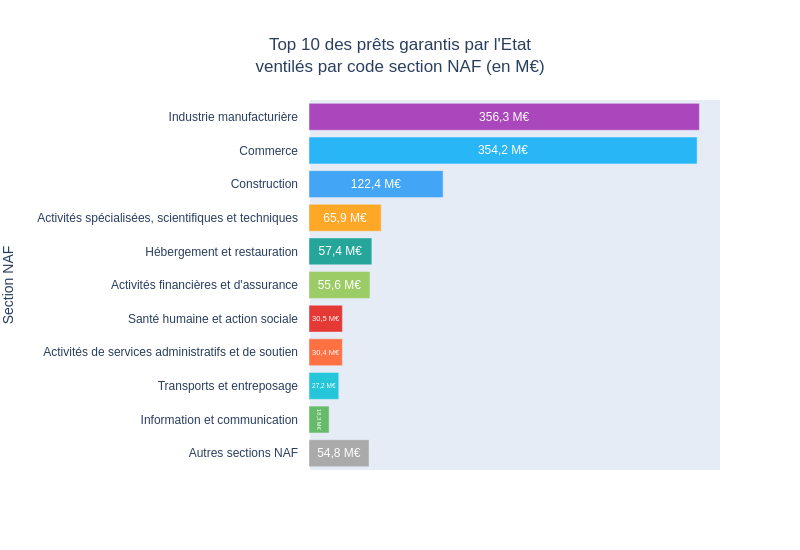 Top 10 des prêts garantis par l'Etat
ventilés par code section NAF (en M€)
Section NAF
Industrie manufacturière 356,3 M€
Commerce 354,2 M€
Construction 122,4 M€
Activités spécialisées, scientifiques et techniques 65,9 M€
Hébergement et restauration 57,4 M€
Activités financières et d'assurance 55,6 M€
Santé humaine et action sociale 30,5 M€
Activités de services administratifs et de soutien 30,4 M€
Transports et entreposage 27,2 M€
Information et communication
Autres sections NAF 54,8 M€